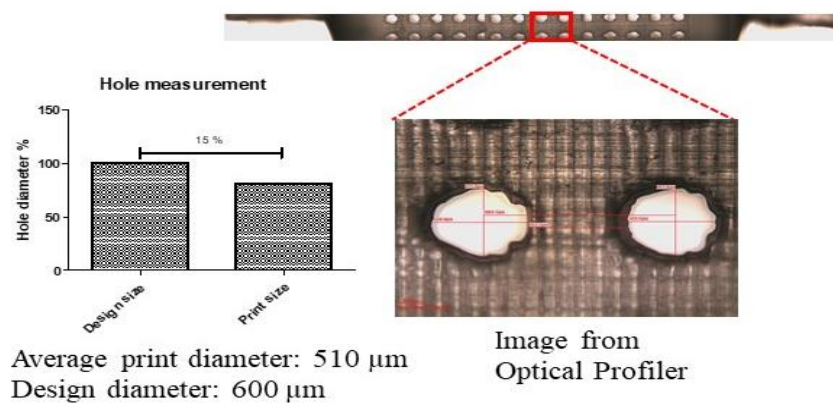 Hole measurement
150
15 %
100
50
0
Hole diameter %
Design size
Print size
Average print diameter: 510 µm
Design diameter: 600 µm
Image from
Optical Profiler